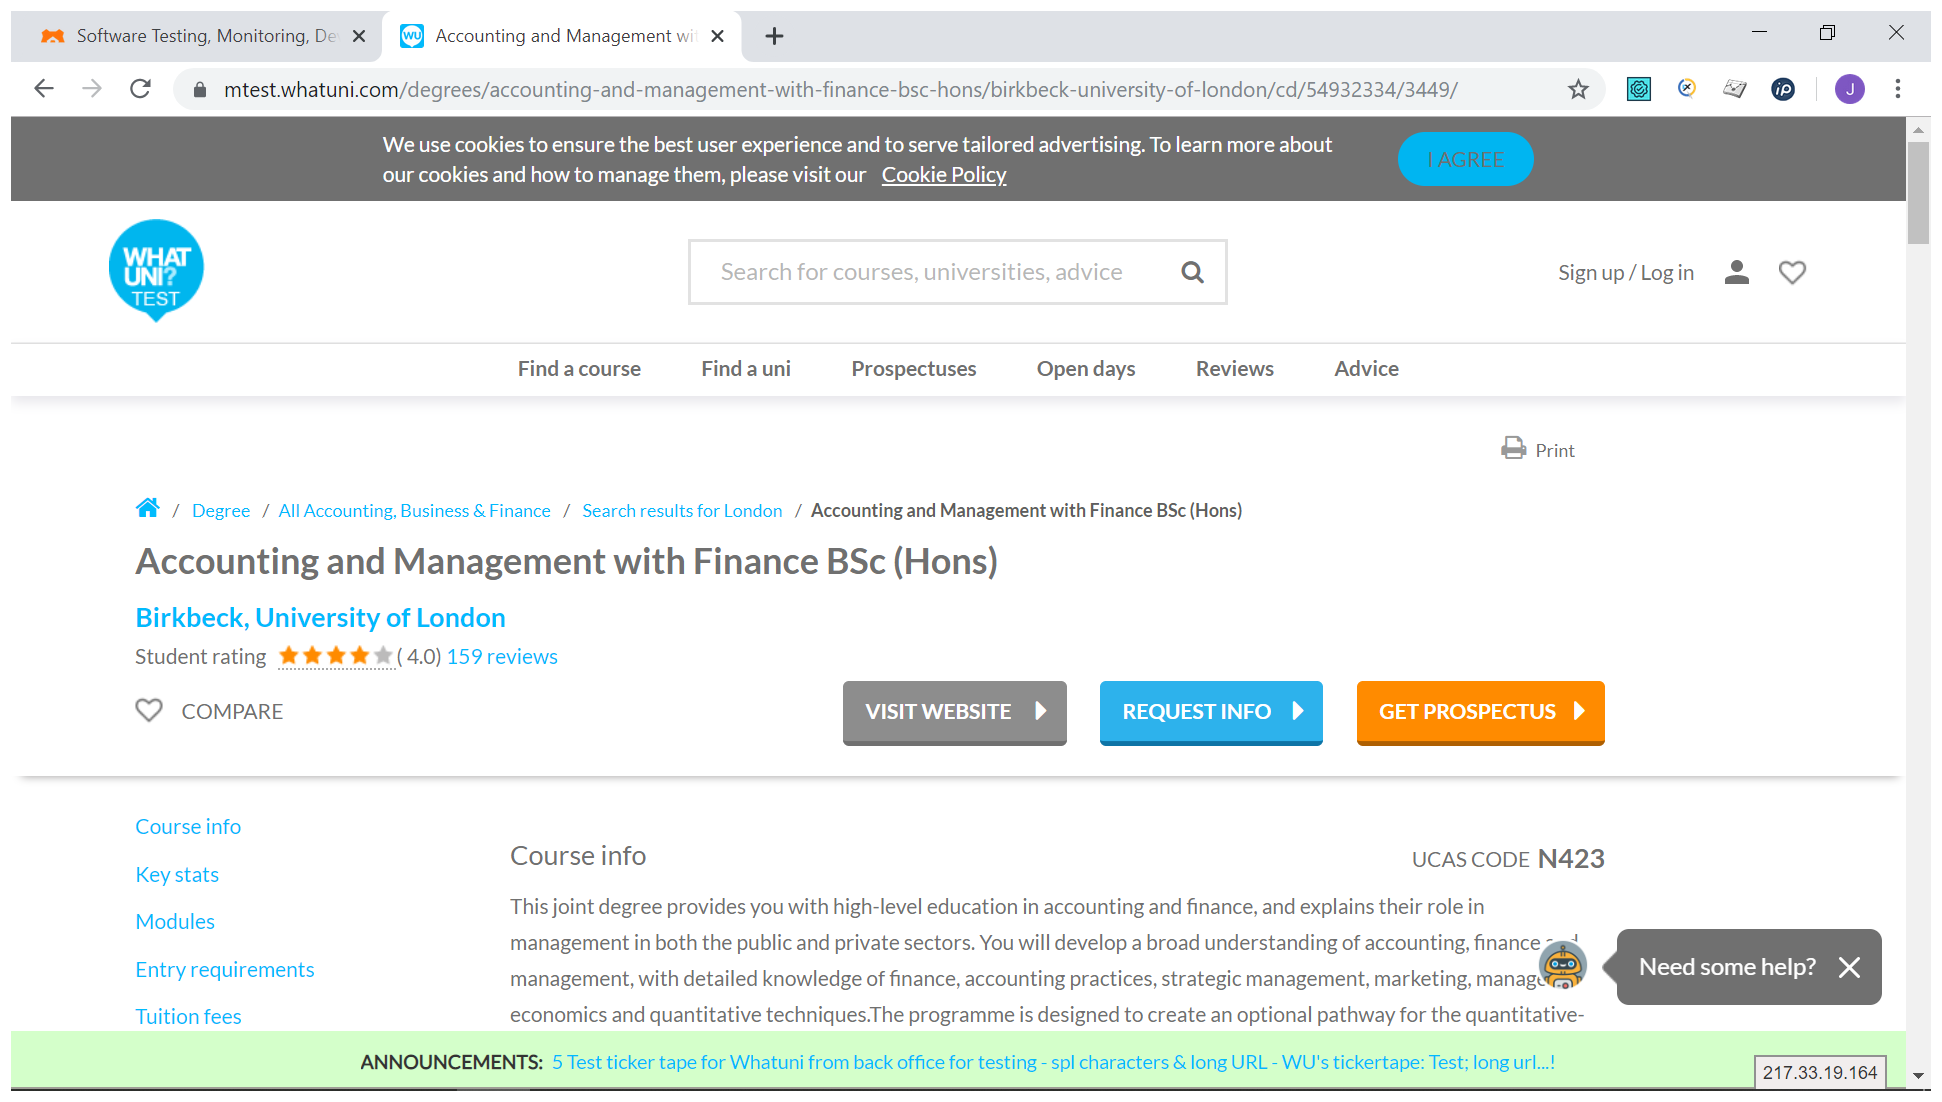 Software Testing, Monitoring, De
Accounting and Management wi
mtest.whatuni.com/degrees/accounting-and-management-with-finance-bsc-hons/birkbeck-university-of-london/cd/54932334/3449/
J
We use cookies to ensure the best user experience and to serve tailored advertising. To learn more about
our cookies and how to manage them, please visit our Cookie Policy
I AGREE
WHAT
UNI?
TEST
Search for courses, universities, advice
Sign up / Log in
Find a course Find a uni Prospectuses Open days Reviews Advice
Print
/ Degree / All Accounting, Business & Finance / Search results for London / Accounting and Management with Finance BSc (Hons)
Accounting and Management with Finance BSc (Hons)
Birkbeck, University of London
Student rating ( 4.0) 159 reviews
COMPARE
VISIT WEBSITE
REQUEST INFO
GET PROSPECTUS
Course info
Key stats
Modules
Entry requirements
Tuition fees
Course info
UCAS CODE N423
This joint degree provides you with high-level education in accounting and finance, and explains their role in
management in both the public and private sectors. You will develop a broad understanding of accounting, finance and
management, with detailed knowledge of finance, accounting practices, strategic management, marketing, manage
economics and quantitative techniques.The programme is designed to create an optional pathway for the quantitative-
Need some help?
ANNOUNCEMENTS: 5 Test ticker tape for Whatuni from back office for testing - spl characters & long URL - WU's tickertape: Test; long url...!
217.33.19.164